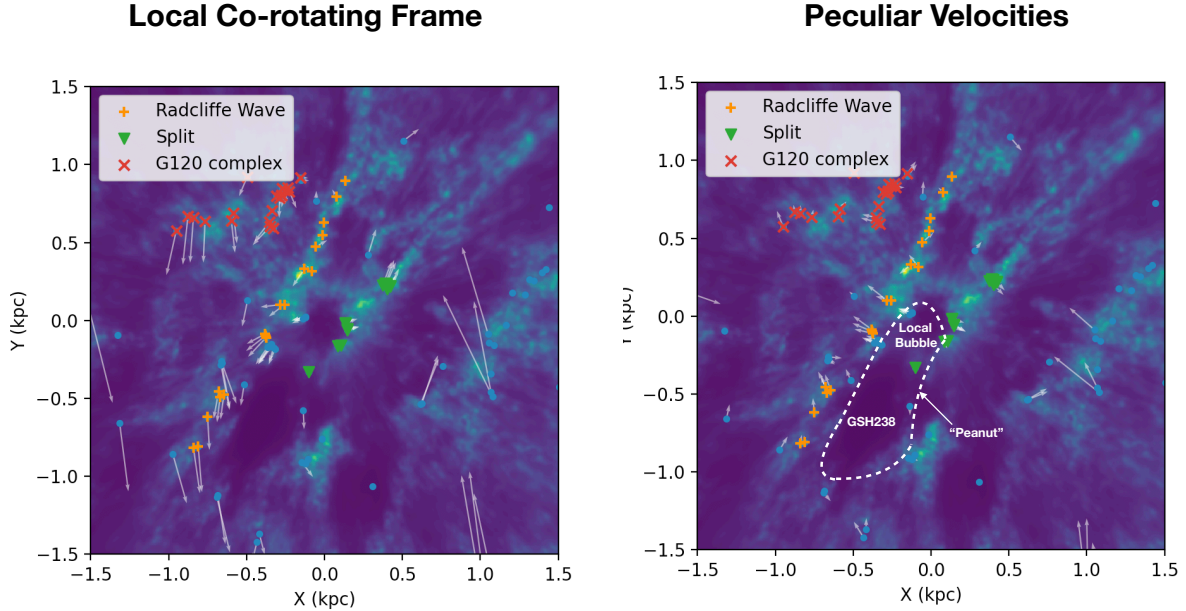 Local Co-rotating Frame
Radcliffe Wave
Split
G120 complex
1.5
1.0
0.5
0.0
−0.5
−1.0
−1.5
Y (kpc)
−1.5 −1.0 −0.5 0.0 0.5 1.0 1.5
X (kpc)
Peculiar Velocities
Radcliffe Wave
Split
G120 complex
Local
Bubble
GSH238
“Peanut”
1.5
1.0
0.5
0.0
−0.5
−1.0
−1.5
(kpc)
−1.5 −1.0 −0.5 0.0 0.5 1.0 1.5
X (kpc)